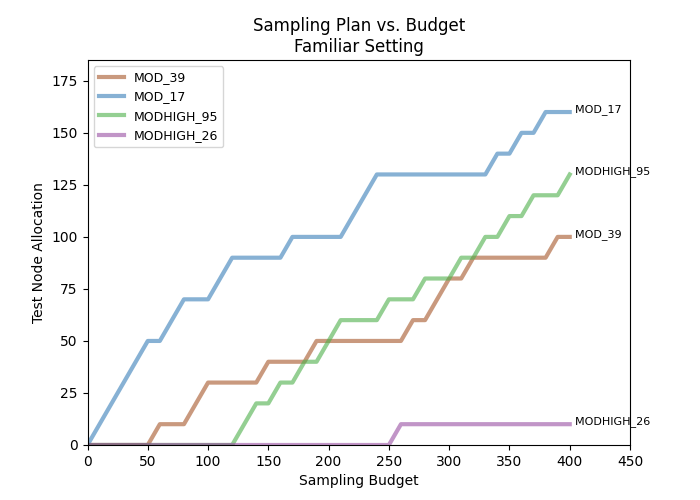 Sampling Plan vs. Budget
Familiar Setting
MOD_39
MOD_17
MODHIGH_95
MODHIGH_26
MOD_17
MODHIGH_95
MOD_39
MODHIGH_26
Test Node Allocation
175
150
125
100
75
50
25
0
0 50 100 150 200 250 300 350 400 450
Sampling Budget